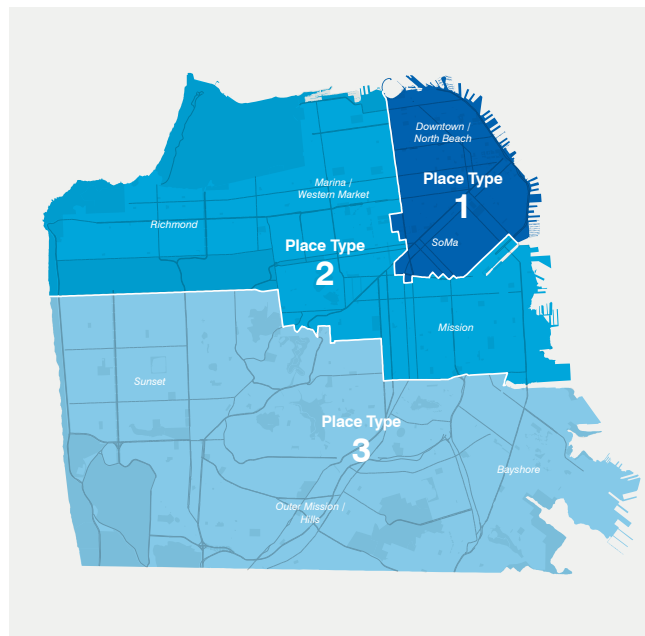 Downtown /
North Beach
Place Type
1
SoMa
Marina /
Western Market
Richmond
Place Type
2
Mission
Sunset
Place Type
3
Bayshore
Outer Mission /
Hills